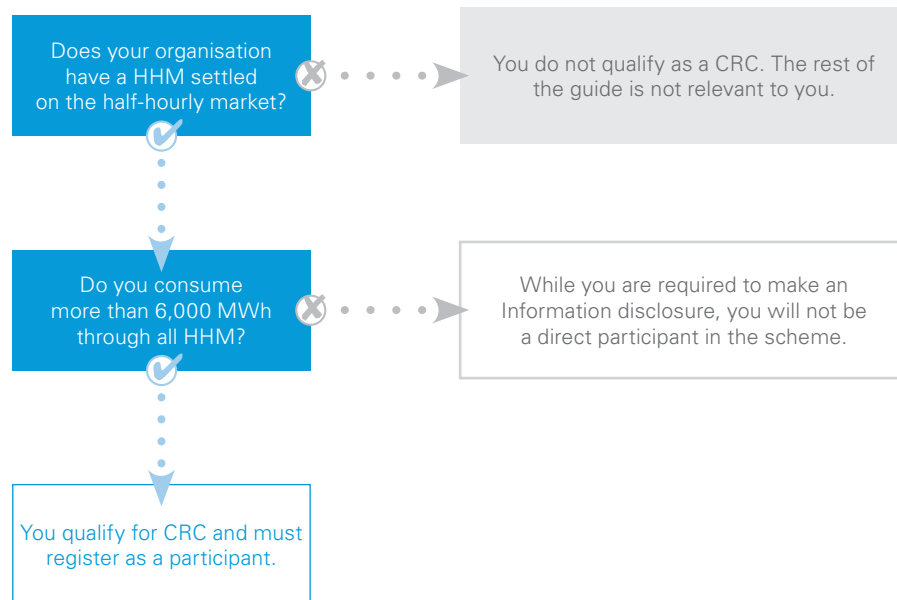 Does your organisation
have a HHM settled
on the half-hourly market?
You do not qualify as a CRC. The rest of
the guide is not relevant to you.
Do you consume
more than 6,000 MWh
through all HHM?
While you are required to make an
Information disclosure, you will not be
a direct participant in the scheme.
You qualify for CRC and must
register as a participant.